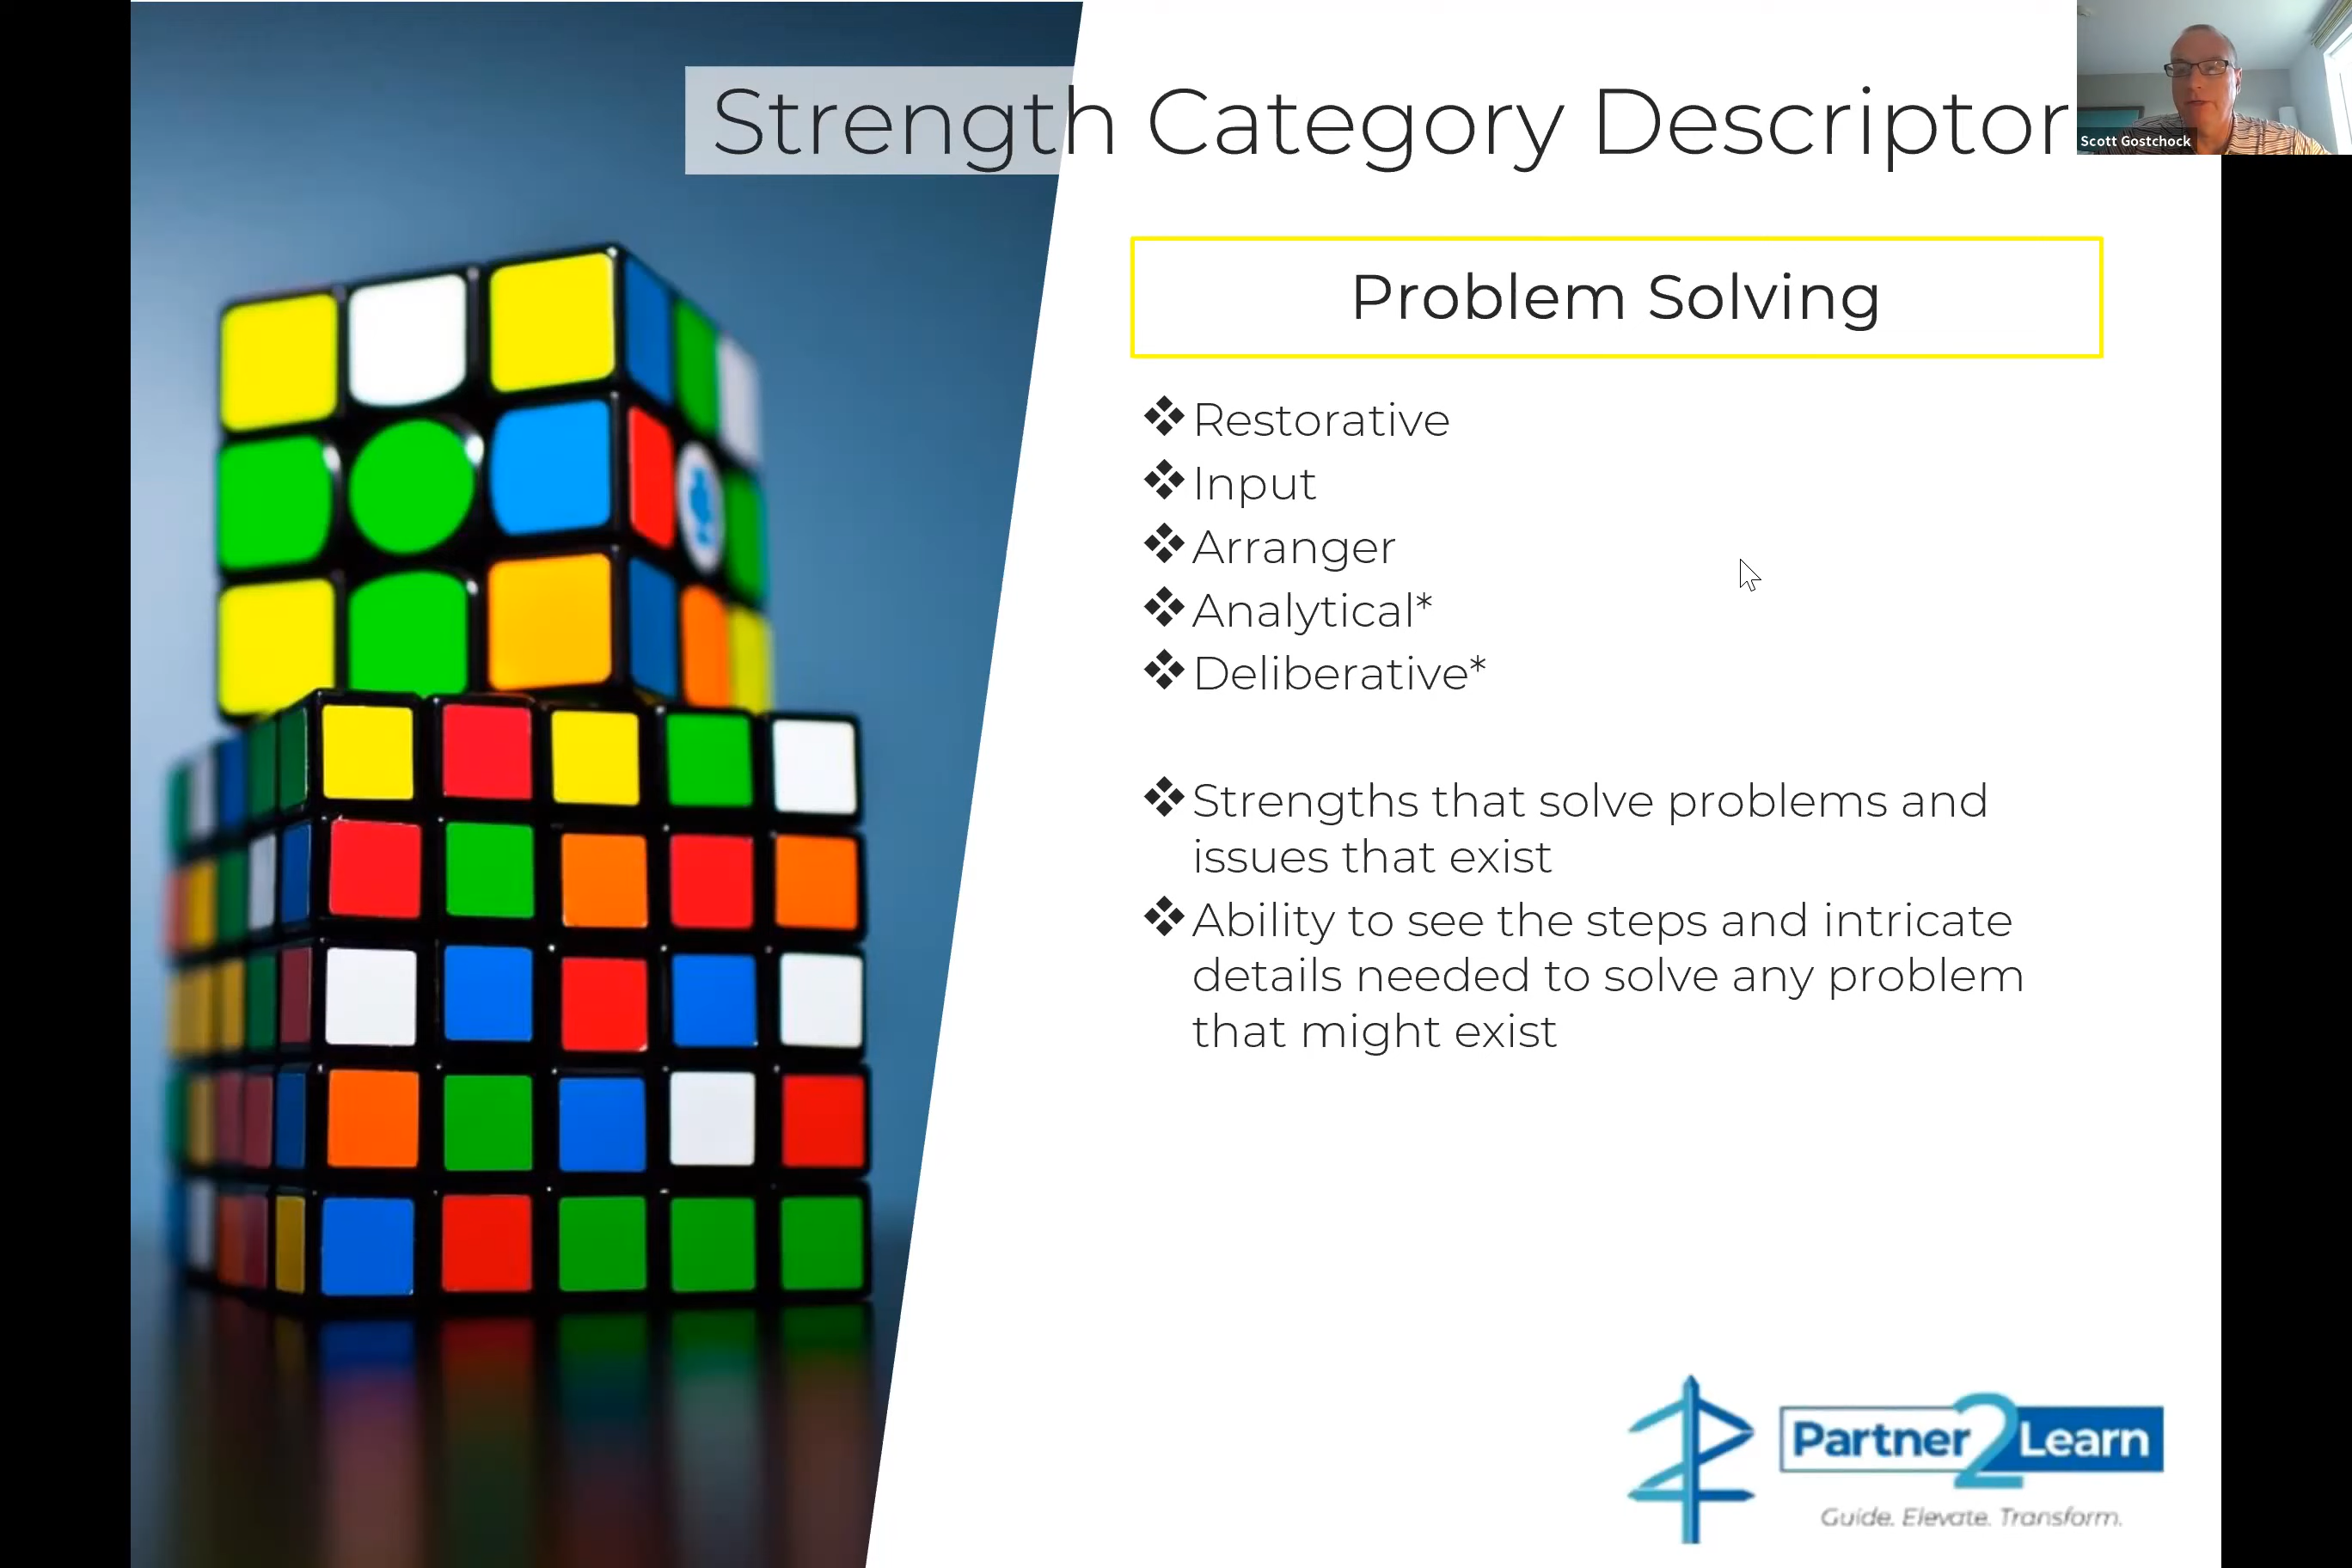 Strength Category Descriptor
Scott Gostchock
Problem Solving
Restorative
Input
Arranger
Analytical*
Deliberative*
Strengths that solve problems and
issues that exist
Ability to see the steps and intricate
details needed to solve any problem
that might exist
Partner2Learn
Guide. Elevate. Transform.